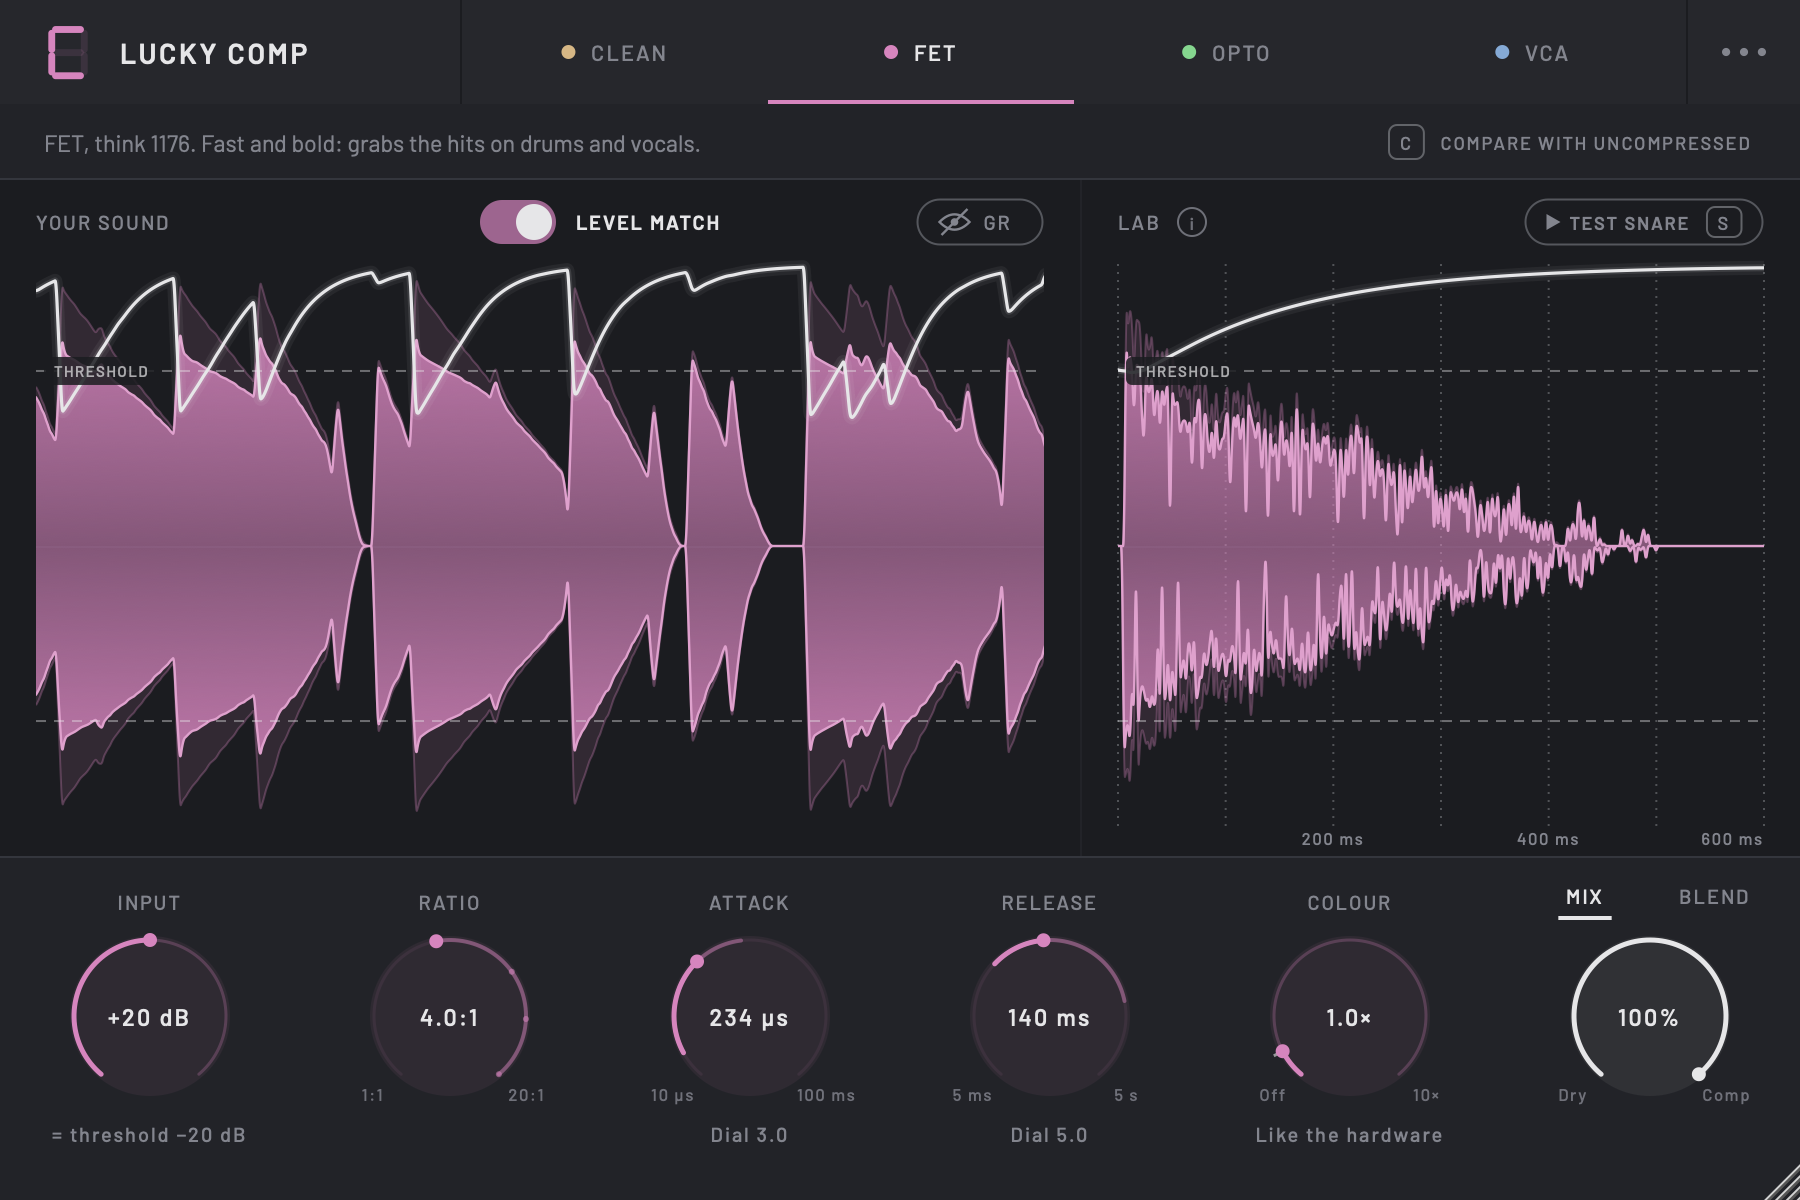 LUCKY COMP
CLEAN
FET
OPTO
VCA
FET, think 1176. Fast and bold: grabs the hits on drums and vocals.
C COMPARE WITH UNCOMPRESSED
YOUR SOUND
LEVEL MATCH
GR
LAB i
TEST SNARE S
THRESHOLD
THRESHOLD
200 ms
400 ms
600 ms
INPUT
RATIO
ATTACK
RELEASE
COLOUR
MIX
BLEND
+20 dB
4.0:1
234 µs
140 ms
1.0×
100%
1:1
20:1
10 µs
100 ms
5 ms
5 s
Off
10×
Dry
Comp
= threshold −20 dB
Dial 3.0
Dial 5.0
Like the hardware